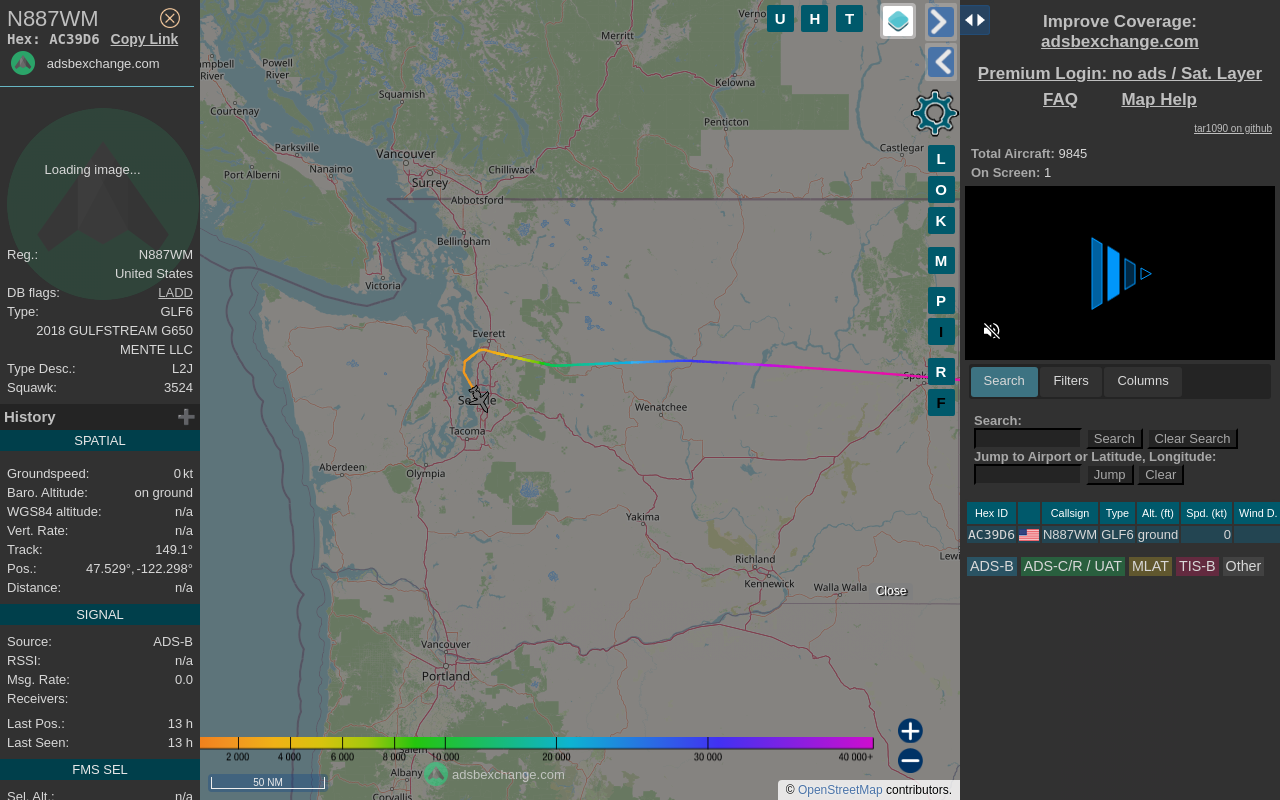 N887WM
Hex: AC39D6 Copy Link
adsbexchange.com
Loading image...
Reg.: N887WM
United States
DB flags: LADD
Type: GLF6
2018 GULFSTREAM G650
MENTE LLC
Type Desc.: L2J
Squawk: 3524
History
SPATIAL
Groundspeed: 0 kt
Baro. Altitude: on ground
WGS84 altitude: n/a
Vert. Rate: n/a
Track: 149.1°
Pos.: 47.529°, -122.298°
Distance: n/a
SIGNAL
Source: ADS-B
RSSI: n/a
Msg. Rate: 0.0
Receivers:
Last Pos.: 13 h
Last Seen: 13 h
FMS SEL
Sel. Alt.: n/a
U H T
Merritt
Powell
River
River
Squamish
Kelowna
Courtenay
Penticton
Parksville
Vancouver
Castlegar
Nanaimo
Port Alberni
Surrey
Chilliwack
Abbotsford
Bellingham
Victoria
Everett
Wenatchee
Tacoma
Aberdeen
Olympia
Yakima
Richland
Kennewick
Walla Walla
Close
Vancouver
Portland
Albany
L
O
K
M
P
I
R
F
2 000 4 000 6 000 8 000 10 000 20 000 30 000 40 000+
adsbexchange.com
50 NM
© OpenStreetMap contributors.
Improve Coverage:
adsbexchange.com
Premium Login: no ads / Sat. Layer
FAQ Map Help
tar1090 on github
Total Aircraft: 9845
On Screen: 1
Search Filters Columns
Search:
Search Clear Search
Jump to Airport or Latitude, Longitude:
Jump Clear
Hex ID Callsign Type Alt. (ft) Spd. (kt) Wind D.
AC39D6 N887WM GLF6 ground 0
ADS-B ADS-C/R / UAT MLAT TIS-B Other